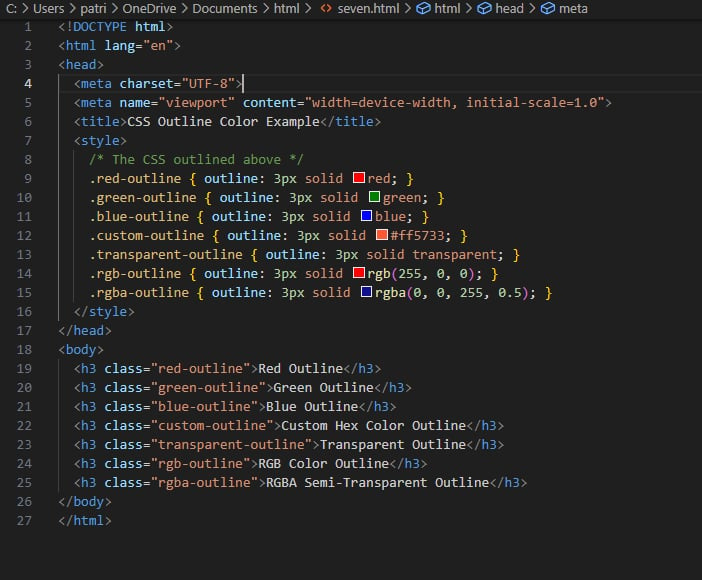 C: > Users > patri > OneDrive > Documents > html > <> seven.html > html > head > meta
1 <!DOCTYPE html>
2 <html lang="en">
3 <head>
4 <meta charset="UTF-8">
5 <meta name="viewport" content="width=device-width, initial-scale=1.0">
6 <title>CSS Outline Color Example</title>
7 <style>
8 /* The CSS outlined above */
9 .red-outline { outline: 3px solid red; }
10 .green-outline { outline: 3px solid green; }
11 .blue-outline { outline: 3px solid blue; }
12 .custom-outline { outline: 3px solid #ff5733; }
13 .transparent-outline { outline: 3px solid transparent; }
14 .rgb-outline { outline: 3px solid rgb(255, 0, 0); }
15 .rgba-outline { outline: 3px solid rgba(0, 0, 255, 0.5); }
16 </style>
17 </head>
18 <body>
19 <h3 class="red-outline">Red Outline</h3>
20 <h3 class="green-outline">Green Outline</h3>
21 <h3 class="blue-outline">Blue Outline</h3>
22 <h3 class="custom-outline">Custom Hex Color Outline</h3>
23 <h3 class="transparent-outline">Transparent Outline</h3>
24 <h3 class="rgb-outline">RGB Color Outline</h3>
25 <h3 class="rgba-outline">RGBA Semi-Transparent Outline</h3>
26 </body>
27 </html>